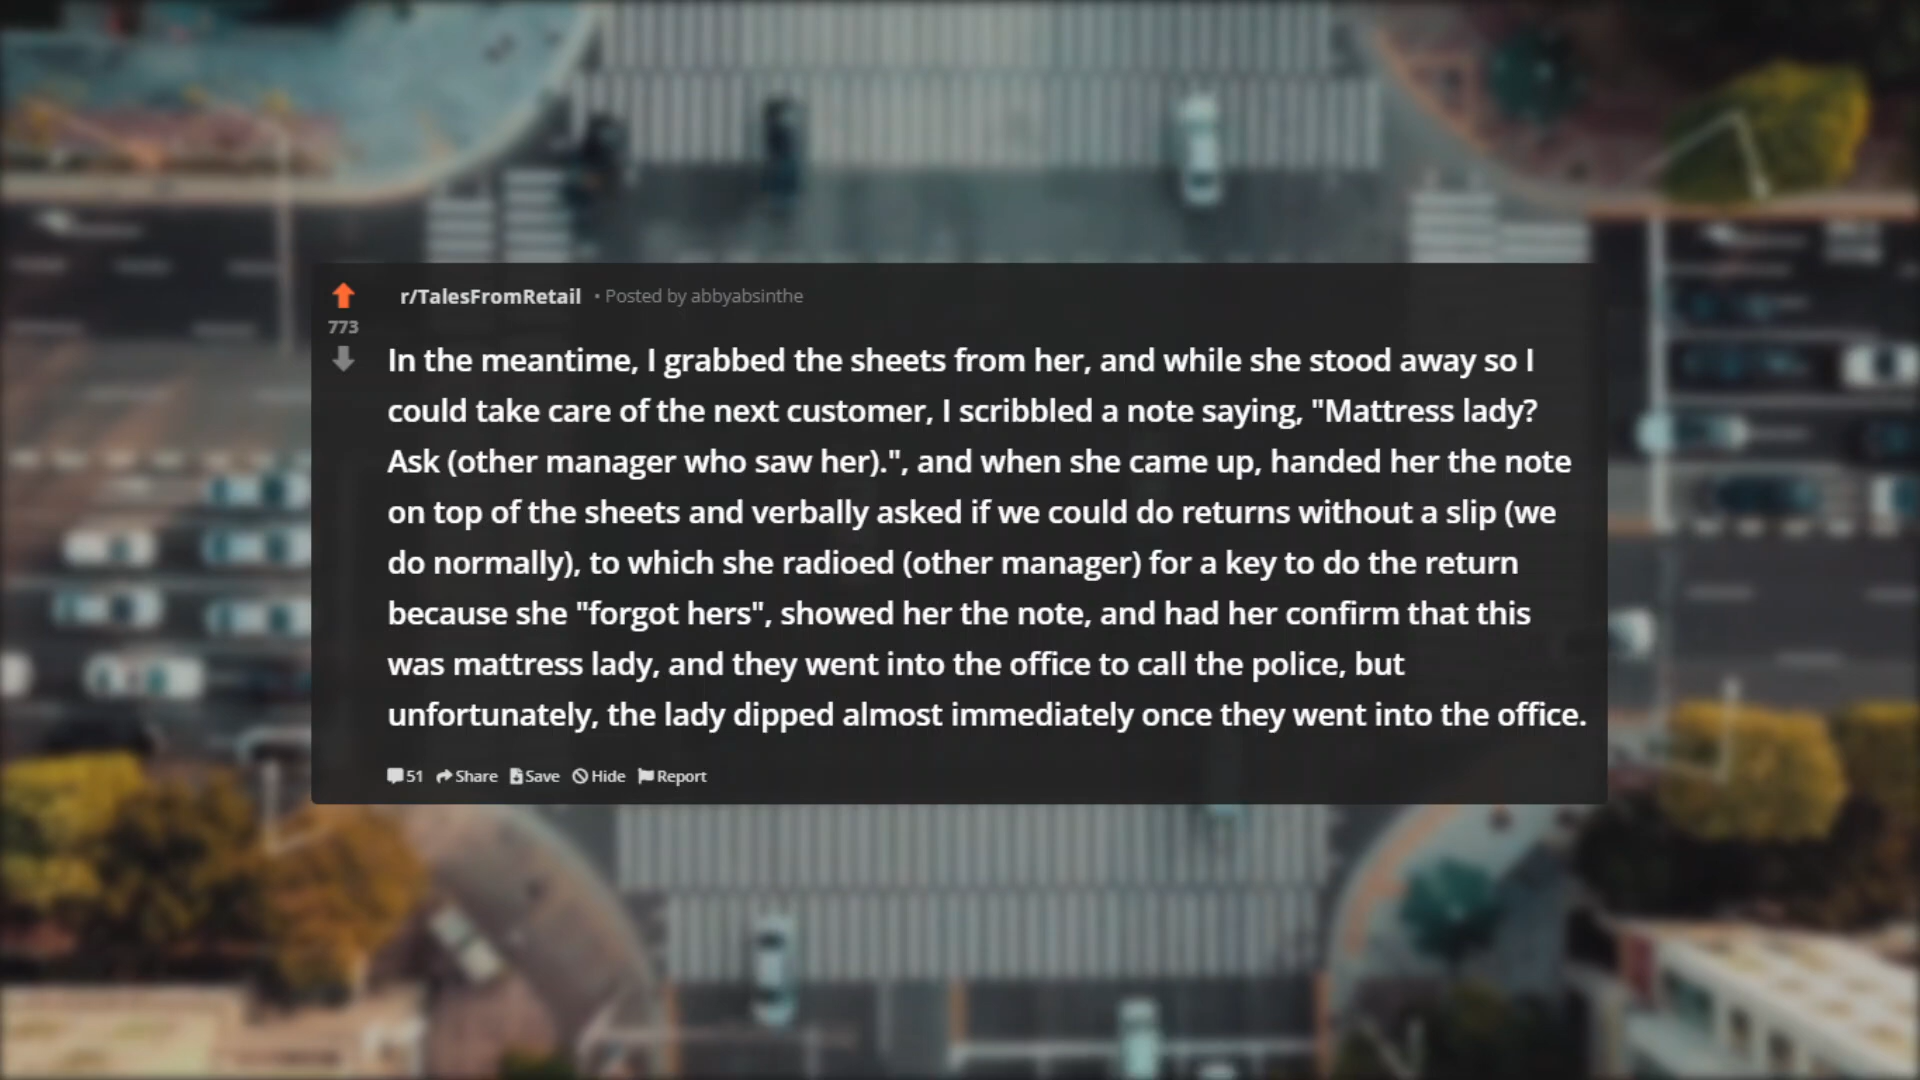 r/TalesFromRetail • Posted by abbyabsinthe
773
In the meantime, I grabbed the sheets from her, and while she stood away so I
could take care of the next customer, I scribbled a note saying, "Mattress lady?
Ask (other manager who saw her).", and when she came up, handed her the note
on top of the sheets and verbally asked if we could do returns without a slip (we
do normally), to which she radioed (other manager) for a key to do the return
because she "forgot hers", showed her the note, and had her confirm that this
was mattress lady, and they went into the office to call the police, but
unfortunately, the lady dipped almost immediately once they went into the office.
51 Share Save Hide Report